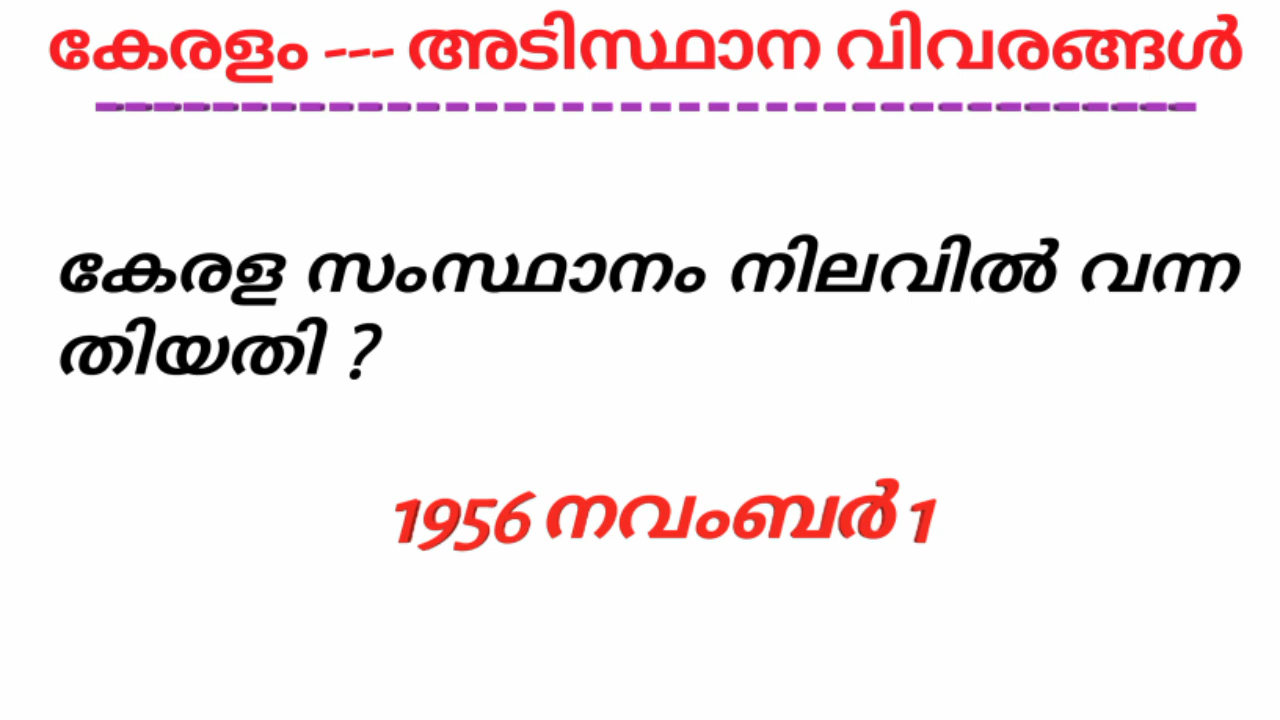 കേരളം --- അടിസ്ഥാന വിവരങ്ങൾ
കേരള സംസ്ഥാനം നിലവിൽ വന്ന
തിയതി ?
1956 നവംബർ 1